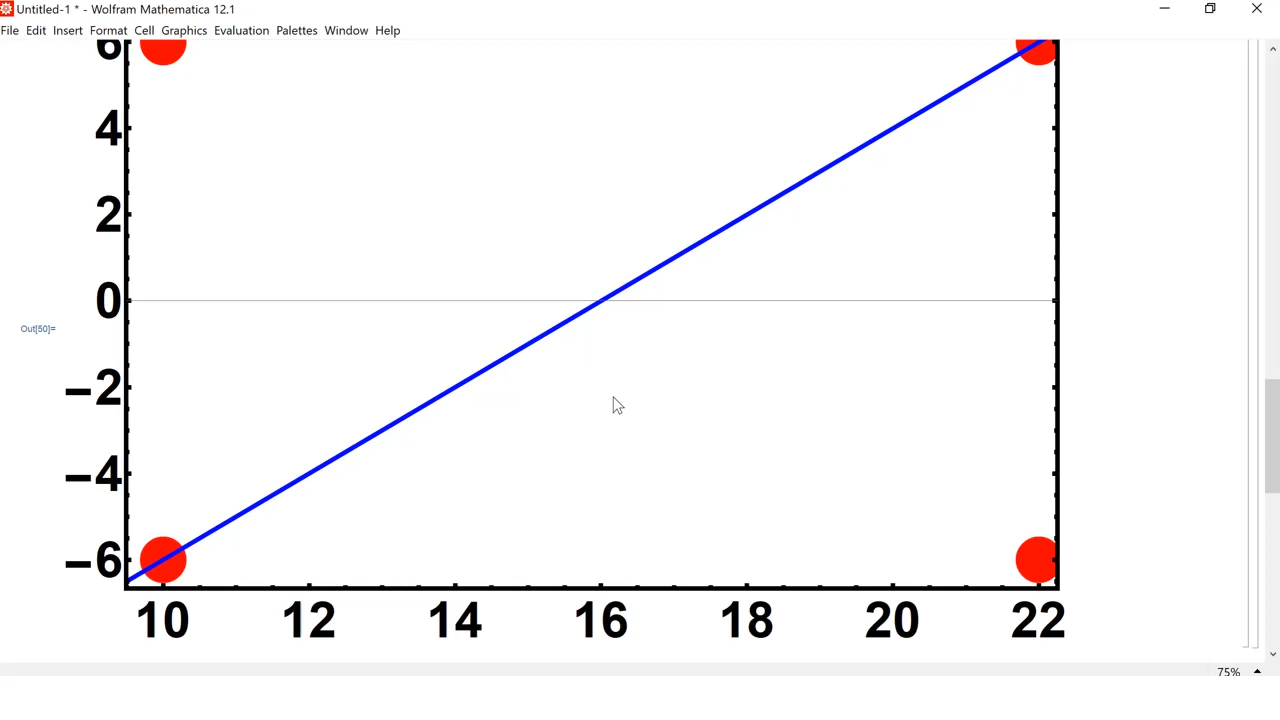 Untitled-1 * - Wolfram Mathematica 12.1
File Edit Insert Format Cell Graphics Evaluation Palettes Window Help
6
4
2
0
Out[50]=
−2
−4
−6
10 12 14 16 18 20 22
75%